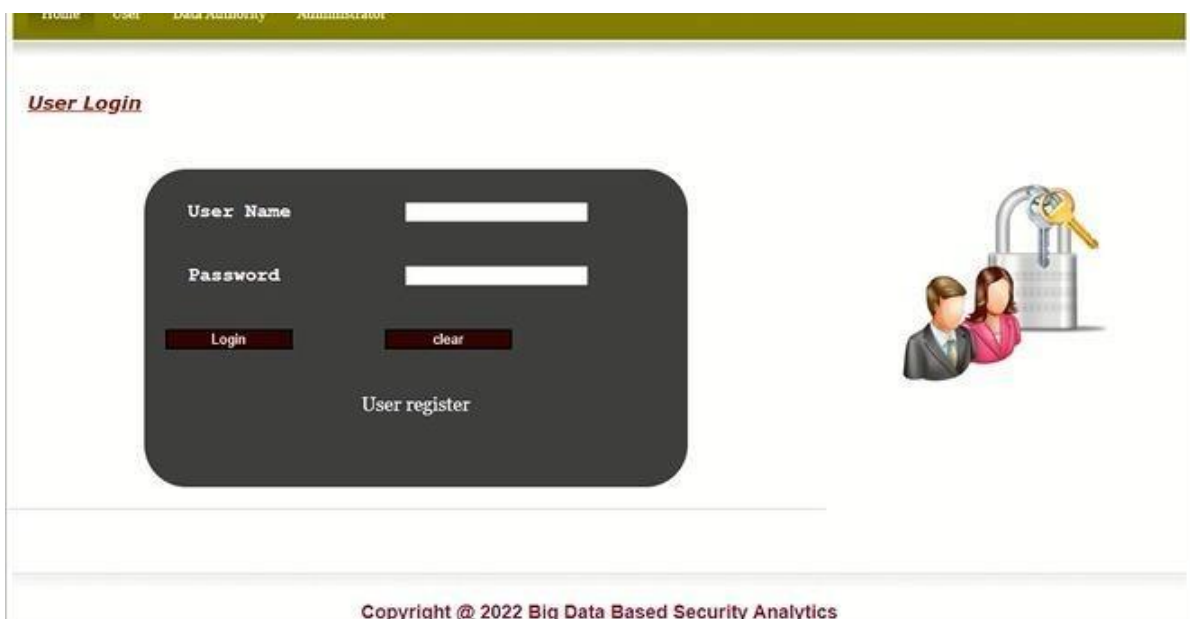 Home User Data Authority Administrator
User Login
User Name
Password
Login clear
User register
Copyright @ 2022 Big Data Based Security Analytics